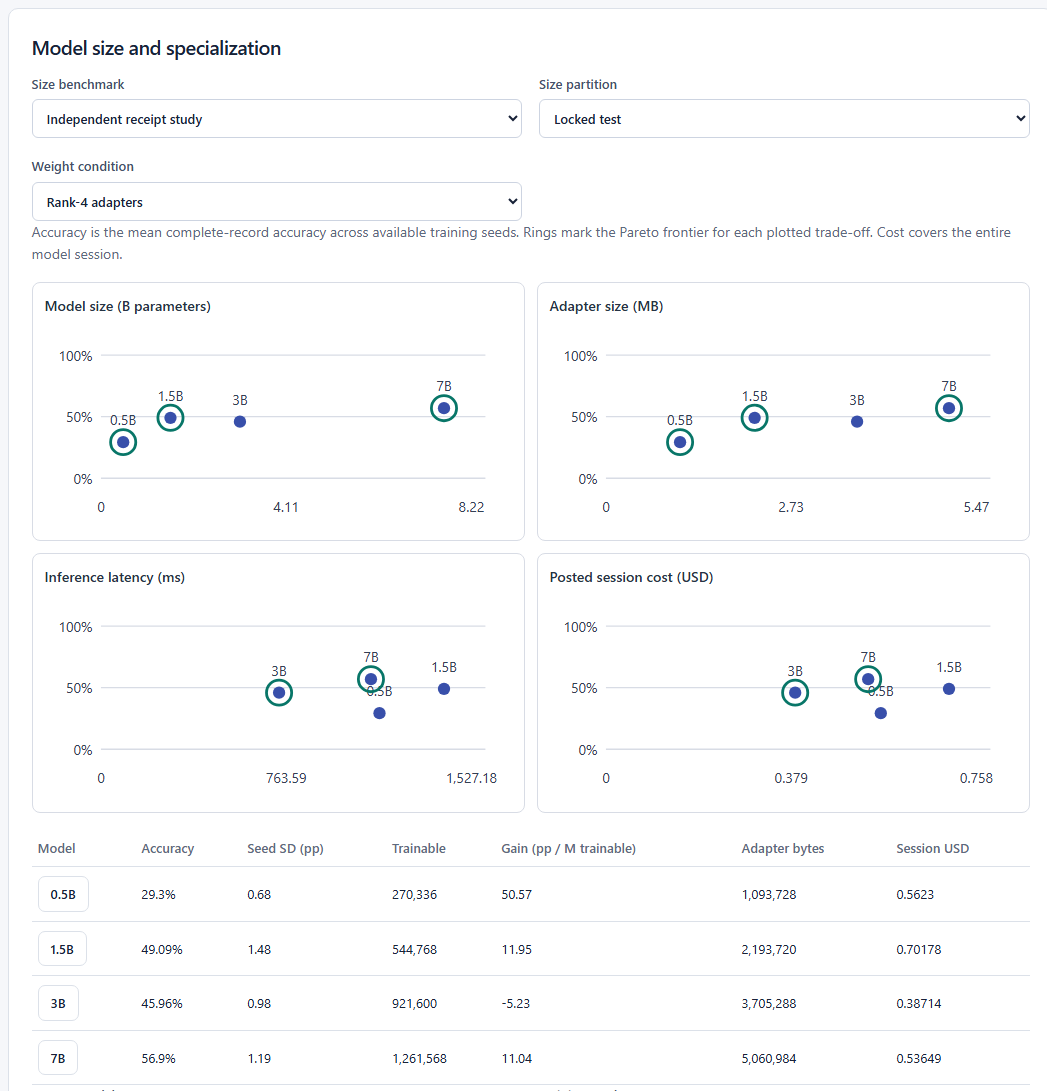 Model size and specialization
Size benchmark
Size partition
Independent receipt study
Locked test
Weight condition
Rank-4 adapters
Accuracy is the mean complete-record accuracy across available training seeds. Rings mark the Pareto frontier for each plotted trade-off. Cost covers the entire
model session.
Model size (B parameters)
100%
50%
0%
0.5B
1.5B
3B
7B
0
4.11
8.22
Adapter size (MB)
100%
50%
0%
0.5B
1.5B
3B
7B
0
2.73
5.47
Inference latency (ms)
100%
50%
0%
3B
7B
0.5B
1.5B
0
763.59
1,527.18
Posted session cost (USD)
100%
50%
0%
3B
7B
0.5B
1.5B
0
0.379
0.758
Model Accuracy Seed SD (pp) Trainable Gain (pp / M trainable) Adapter bytes Session USD
0.5B 29.3% 0.68 270,336 50.57 1,093,728 0.5623
1.5B 49.09% 1.48 544,768 11.95 2,193,720 0.70178
3B 45.96% 0.98 921,600 -5.23 3,705,288 0.38714
7B 56.9% 1.19 1,261,568 11.04 5,060,984 0.53649